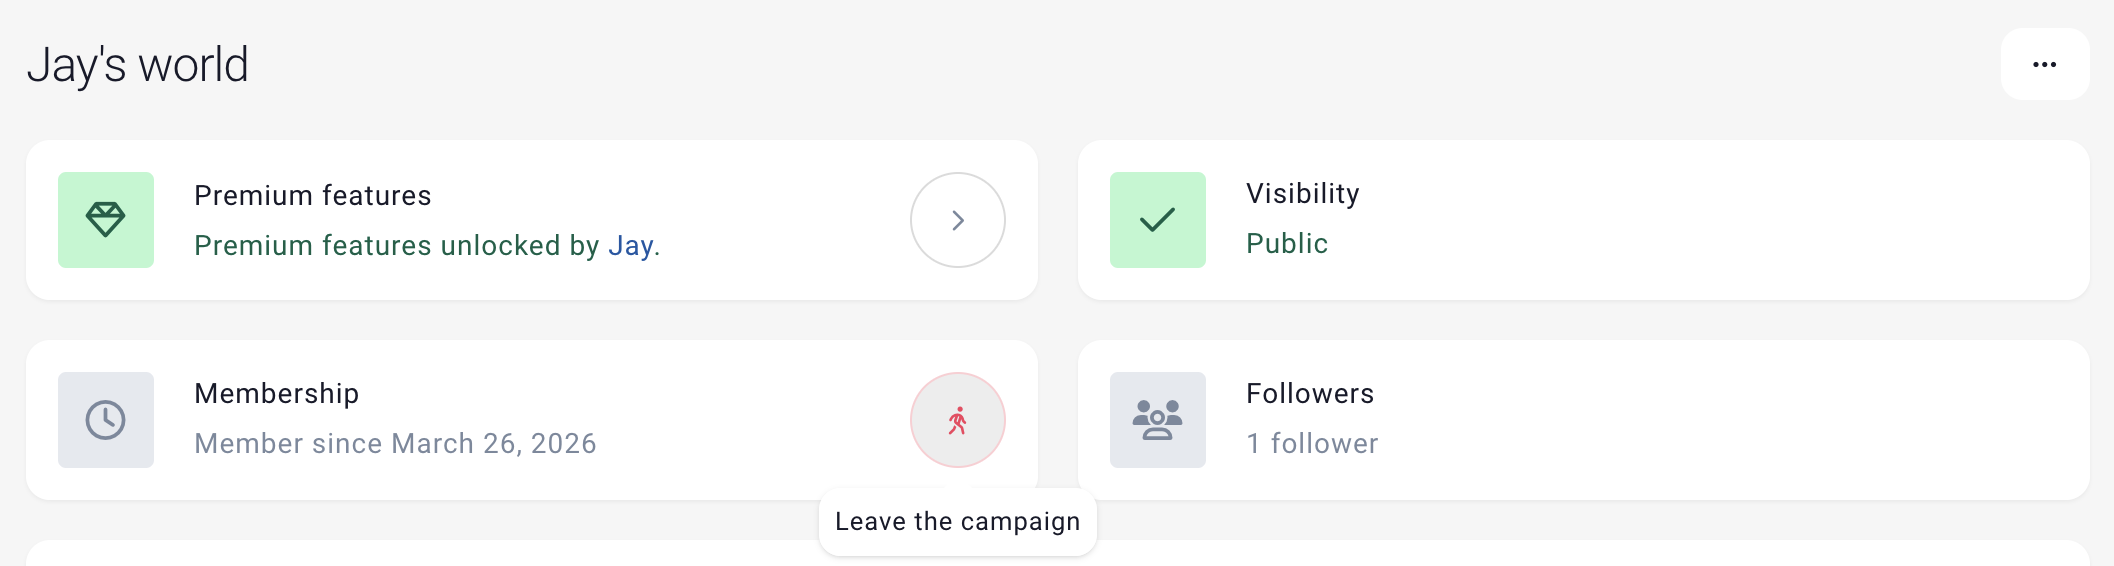 Jay's world
Premium features
Premium features unlocked by Jay.
Visibility
Public
Membership
Member since March 26, 2026
Followers
1 follower
Leave the campaign